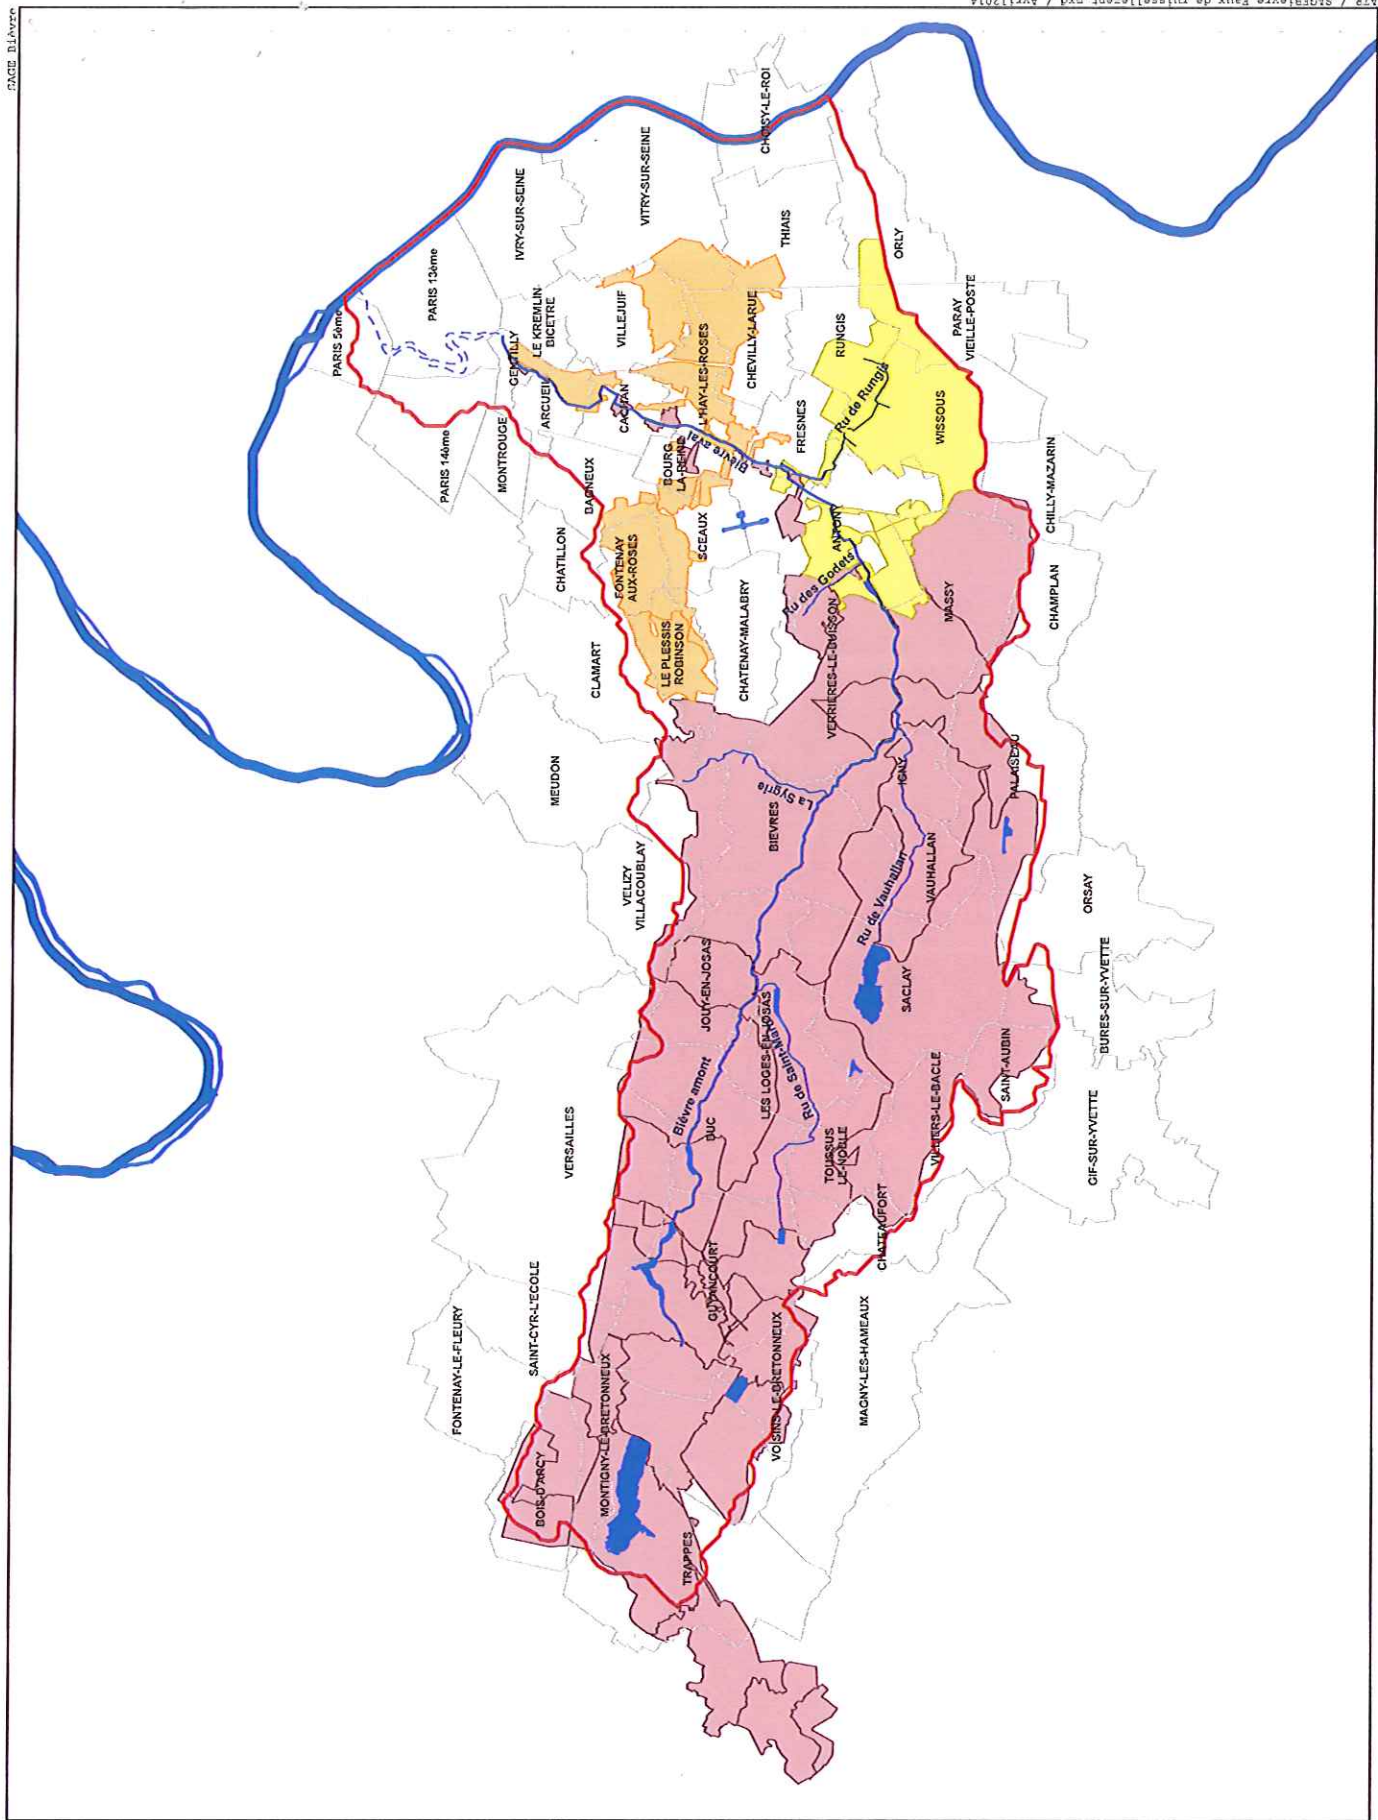 SAGE Bièvre
PARIS 5ème
PARIS 13ème
PARIS 14ème
IVRY-SUR-SEINE
VITRY-SUR-SEINE
CHOISY-LE-ROI
GENTILLY
LE KREMLIN
BICETRE
MONTROUGE
ARCUEIL
VILLEJUIF
CACHAN
THIAIS
ORLY
L'HAY-LES-ROSES
CHEVILLY-LARUE
RUNGIS
Ru de Rungis
PARAY
VIEILLE-POSTE
BAGNEUX
BOURG
LA-REINE
Bièvre aval
FRESNES
WISSOUS
CHATILLON
FONTENAY
AUX-ROSES
SCEAUX
ANTONY
Ru des Godets
CHILLY-MAZARIN
CLAMART
LE PLESSIS
ROBINSON
CHATENAY-MALABRY
VERRIERES-LE-BUISSON
MASSY
CHAMPLAN
MEUDON
La Sygrie
BIEVRES
IGNY
PALAISEAU
VELIZY
VILLACOUBLAY
Ru de Vauhallan
VAUHALLAN
ORSAY
JOUY-EN-JOSAS
SACLAY
BURES-SUR-YVETTE
VERSAILLES
Bièvre amont
BUC
LES LOGES-EN-JOSAS
Ru de Saint-Marc
TOUSSUS
LE-NOBLE
VILLIERS-LE-BACLE
SAINT-AUBIN
GIF-SUR-YVETTE
CHATEAUFORT
GUYANCOURT
FONTENAY-LE-FLEURY
SAINT-CYR-L'ECOLE
MAGNY-LES-HAMEAUX
MONTIGNY-LE-BRETONNEUX
VOISINS-LE-BRETONNEUX
BOIS-D'ARCY
TRAPPES